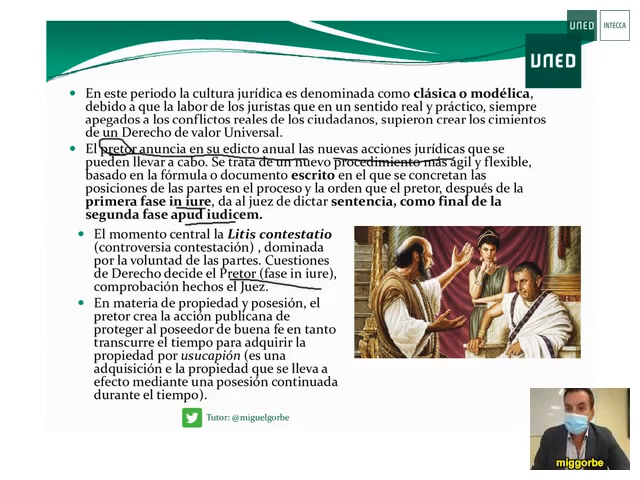 UNED
INTECCA
UNED
En este periodo la cultura jurídica es denominada como clásica o modélica,
debido a que la labor de los juristas que en un sentido real y práctico, siempre
apegados a los conflictos reales de los ciudadanos, supieron crear los cimientos
de un Derecho de valor Universal.
El pretor anuncia en su edicto anual las nuevas acciones jurídicas que se
pueden llevar a cabo. Se trata de un nuevo procedimiento más ágil y flexible,
basado en la fórmula o documento escrito en el que se concretan las
posiciones de las partes en el proceso y la orden que el pretor, después de la
primera fase in iure, da al juez de dictar sentencia, como final de la
segunda fase apud iudicem.
El momento central la Litis contestatio
(controversia contestación) , dominada
por la voluntad de las partes. Cuestiones
de Derecho decide el Pretor (fase in iure),
comprobación hechos el Juez.
En materia de propiedad y posesión, el
pretor crea la acción publicana de
proteger al poseedor de buena fe en tanto
transcurre el tiempo para adquirir la
propiedad por usucapión (es una
adquisición e la propiedad que se lleva a
efecto mediante una posesión continuada
durante el tiempo).
Tutor: @miguelgorbe
miggorbe